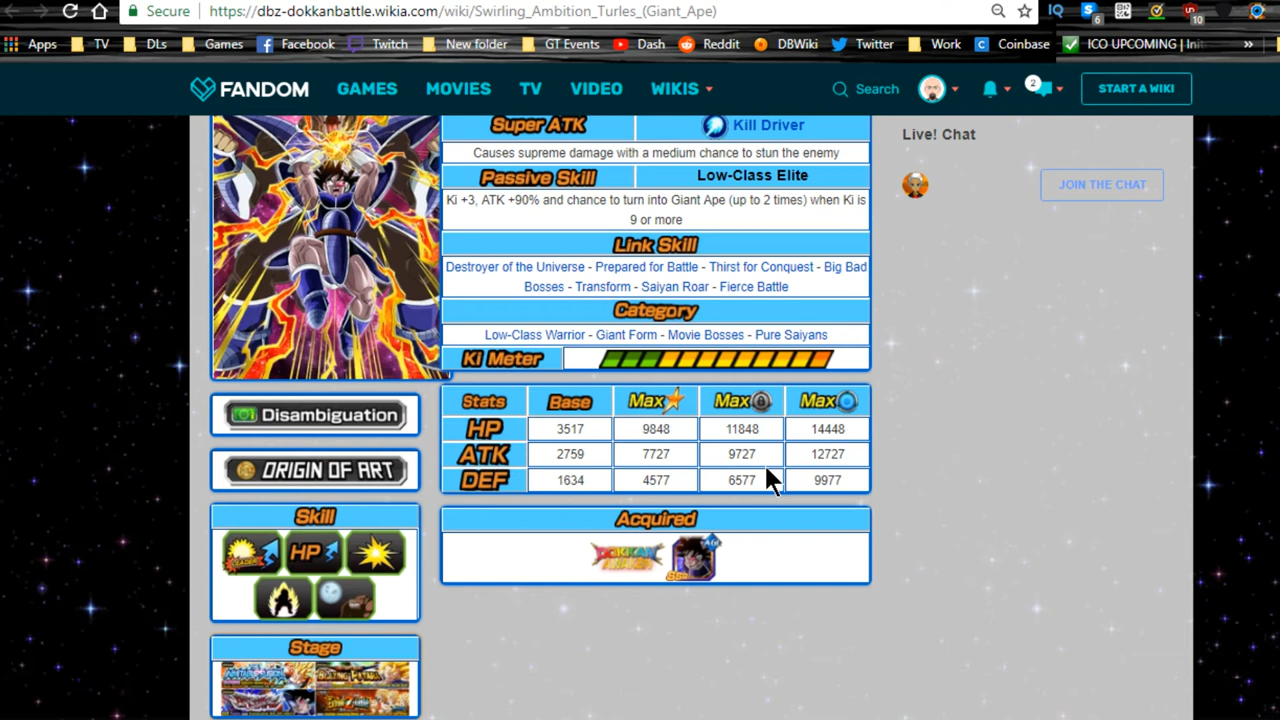 Secure https://dbz-dokkanbattle.wikia.com/wiki/Swirling_Ambition_Turles_(Giant_Ape)
IQ 6 10
Apps TV DLs Games Facebook Twitch New folder GT Events Dash Reddit DBWiki Twitter Work Coinbase ICO UPCOMING | Ini »
FANDOM GAMES MOVIES TV VIDEO WIKIS Search 2 START A WIKI
Super ATK Kill Driver
Causes supreme damage with a medium chance to stun the enemy
Passive Skill Low-Class Elite
Ki +3, ATK +90% and chance to turn into Giant Ape (up to 2 times) when Ki is
9 or more
Link Skill
Destroyer of the Universe - Prepared for Battle - Thirst for Conquest - Big Bad
Bosses - Transform - Saiyan Roar - Fierce Battle
Category
Low-Class Warrior - Giant Form - Movie Bosses - Pure Saiyans
Ki Meter
Stats Base Max Max Max
HP 3517 9848 11848 14448
ATK 2759 7727 9727 12727
DEF 1634 4577 6577 9977
Acquired
DOKKAN AWAKEN
Live! Chat
JOIN THE CHAT
Disambiguation
ORIGIN OF ART
Skill
LEADER HP
Stage